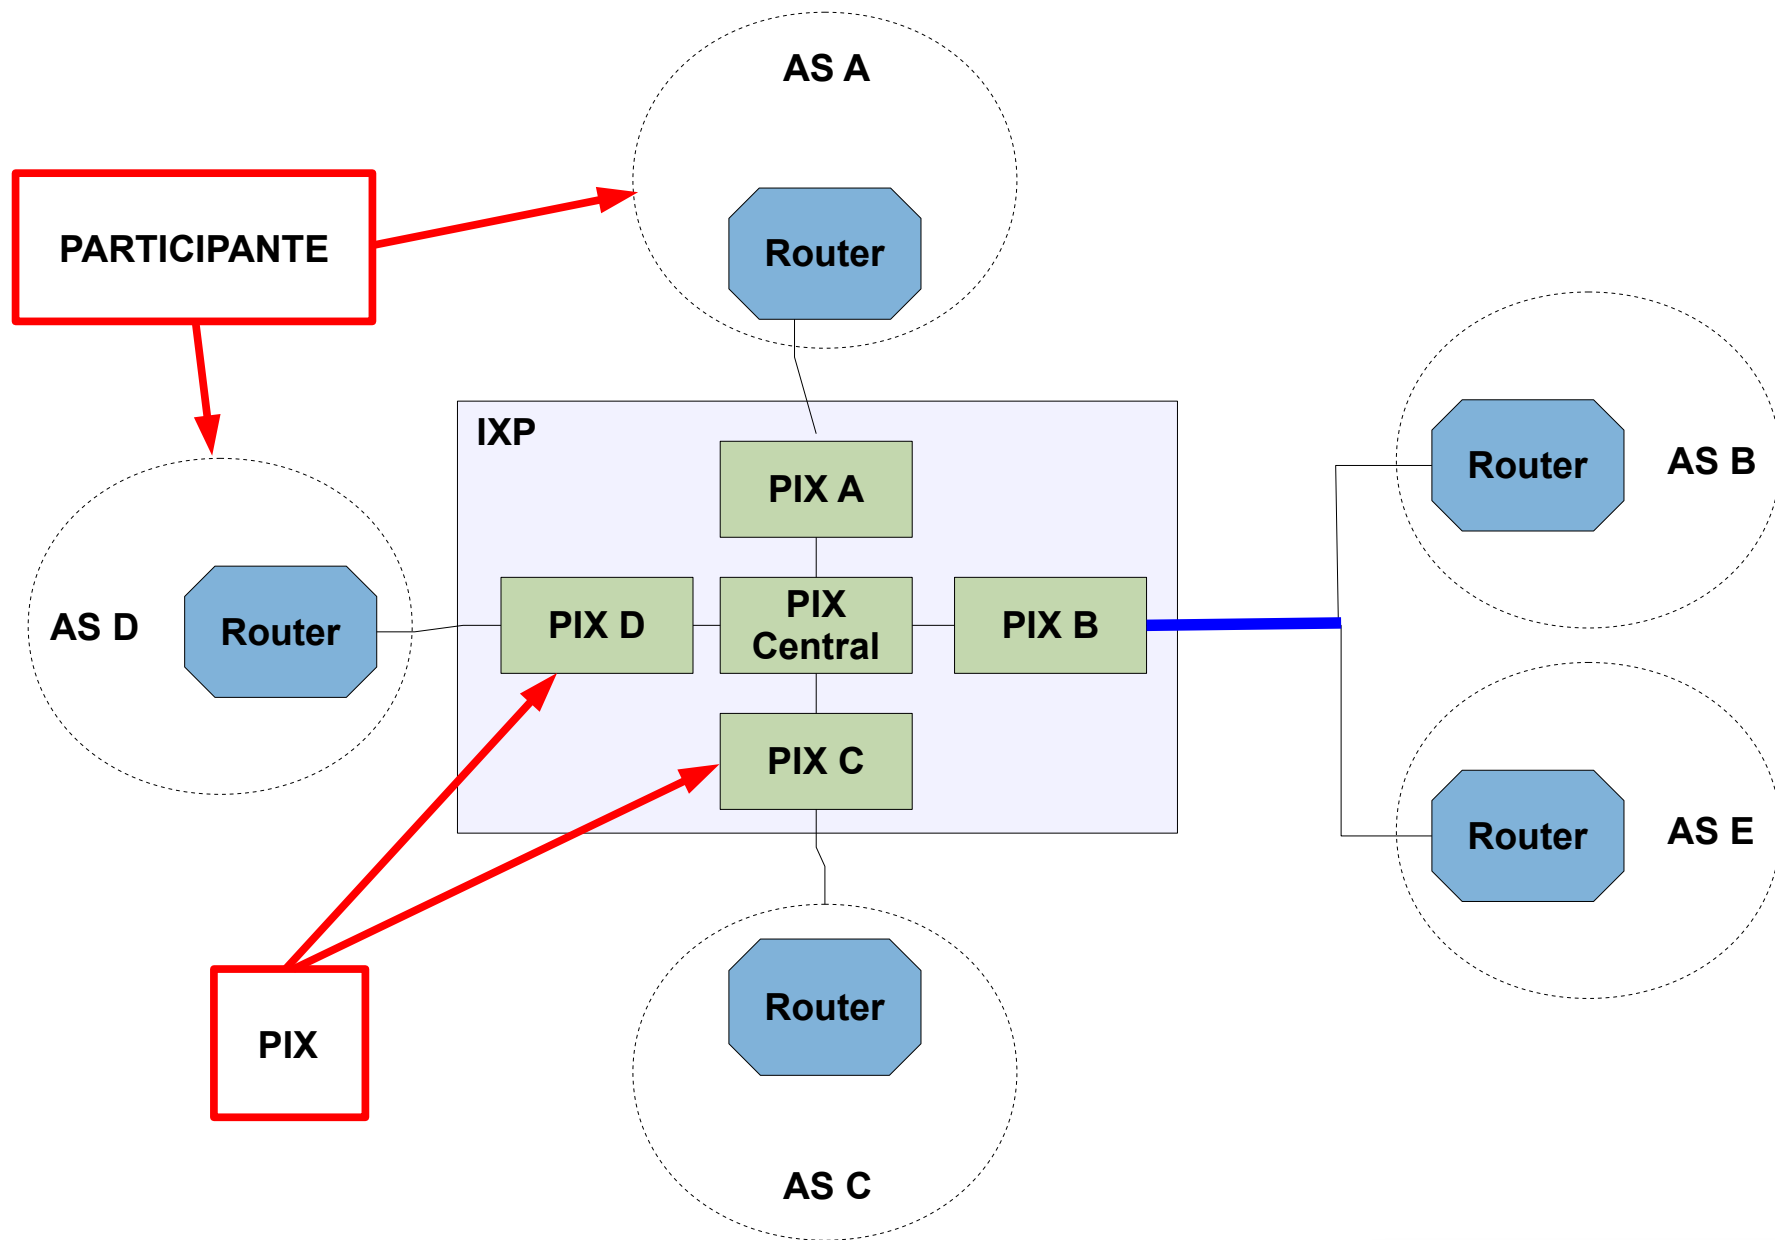 AS A
PARTICIPANTE
Router
IXP
PIX A
Router
AS B
AS D
Router
PIX D
PIX
Central
PIX B
PIX C
Router
AS E
Router
PIX
AS C